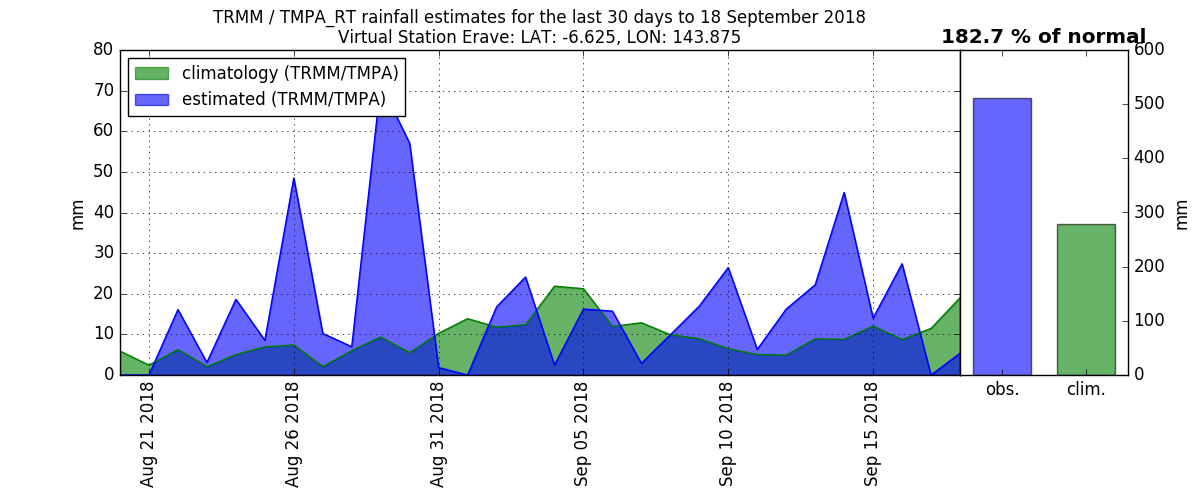 TRMM / TMPA_RT rainfall estimates for the last 30 days to 18 September 2018
Virtual Station Erave: LAT: -6.625, LON: 143.875
182.7 % of normal
climatology (TRMM/TMPA)
estimated (TRMM/TMPA)
80
70
60
50
40
30
20
10
0
mm
Aug 21 2018
Aug 26 2018
Aug 31 2018
Sep 05 2018
Sep 10 2018
Sep 15 2018
600
500
400
300
200
100
0
mm
obs.
clim.